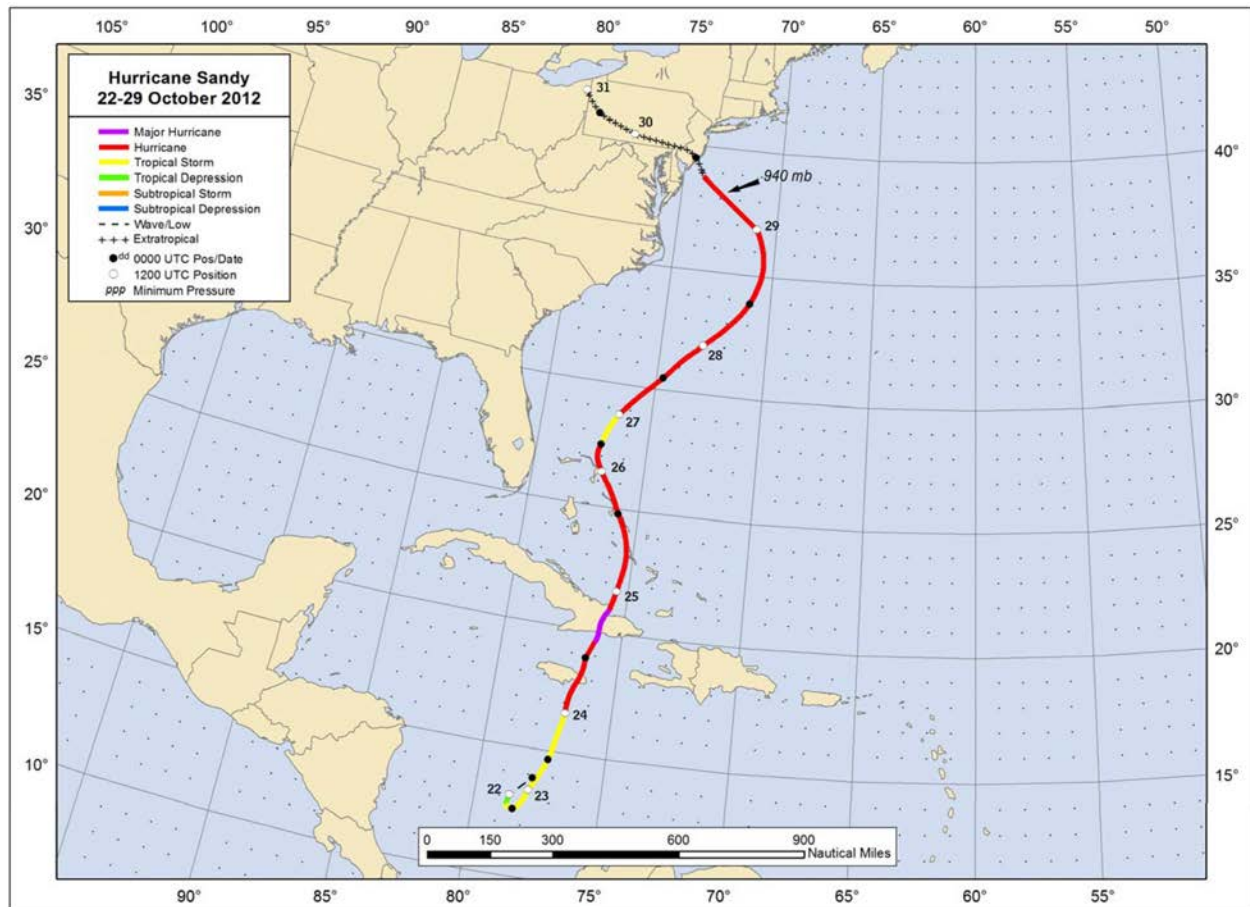 105° 100° 95° 90° 85° 80° 75° 70° 65° 60° 55° 50°
Hurricane Sandy
22-29 October 2012
Major Hurricane
Hurricane
Tropical Storm
Tropical Depression
Subtropical Storm
Subtropical Depression
Wave/Low
Extratropical
dd 0000 UTC Pos/Date
1200 UTC Position
ppp Minimum Pressure
35°
30°
25°
20°
15°
10°
31
30
940 mb
29
28
27
26
25
24
22
23
40°
35°
30°
25°
20°
15°
0 150 300 600 900
Nautical Miles
90° 85° 80° 75° 70° 65° 60° 55°